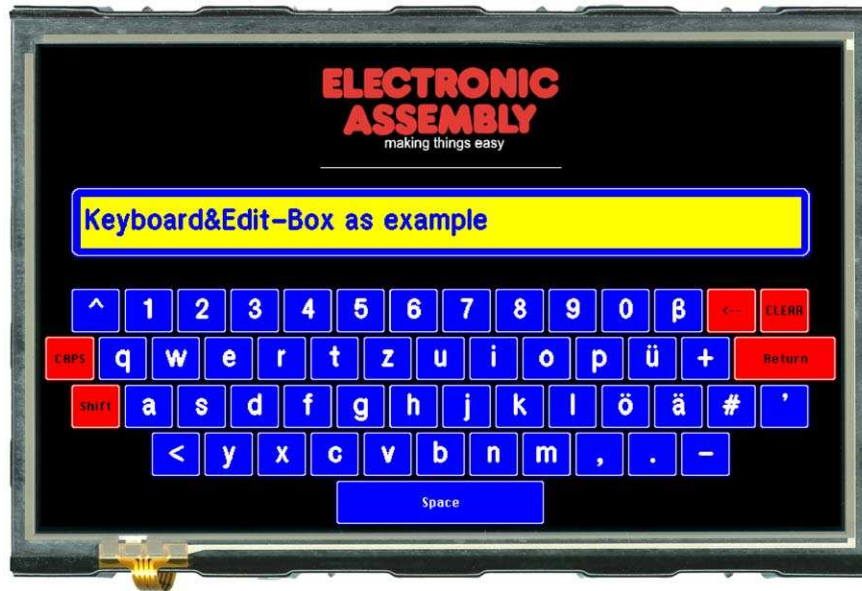 ELECTRONIC
ASSEMBLY
making things easy
Keyboard&Edit-Box as example
^ 1 2 3 4 5 6 7 8 9 0 β <-- CLEAR
CAPS q w e r t z u i o p ü + Return
Shift a s d f g h j k l ö ä # '
< y x c v b n m , . -
Space